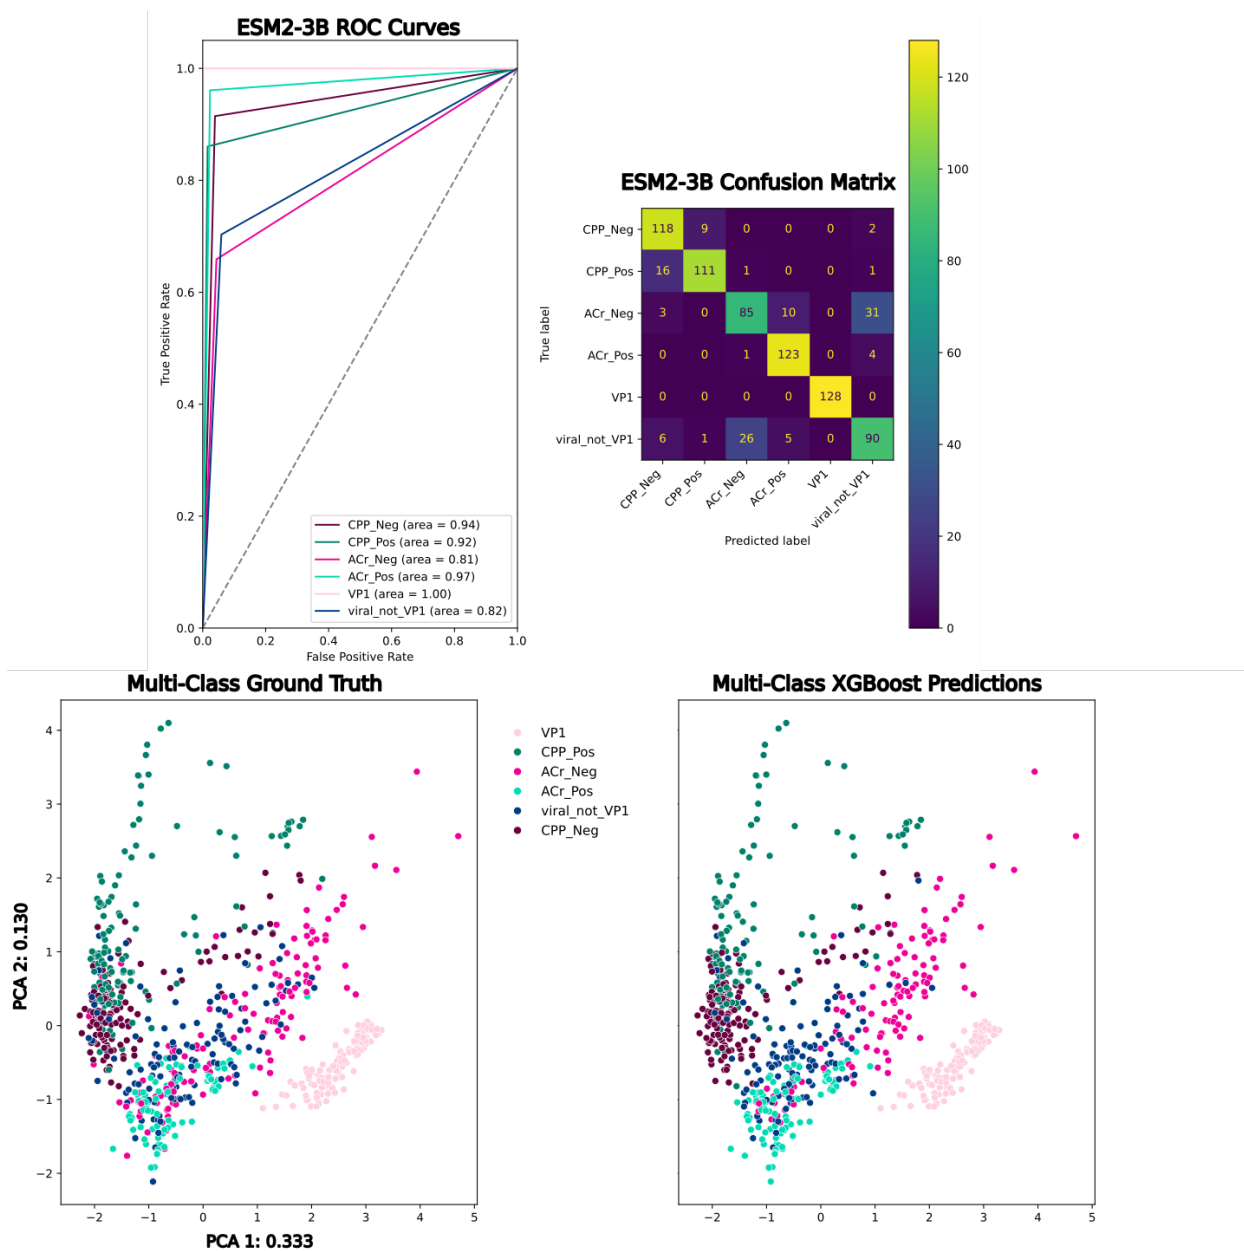 ESM2-3B ROC Curves
True Positive Rate
1.0
0.8
0.6
0.4
0.2
0.0
0.0 0.2 0.4 0.6 0.8 1.0
False Positive Rate
CPP_Neg (area = 0.94)
CPP_Pos (area = 0.92)
ACr_Neg (area = 0.81)
ACr_Pos (area = 0.97)
VP1 (area = 1.00)
viral_not_VP1 (area = 0.82)
ESM2-3B Confusion Matrix
True label
CPP_Neg 118 9 0 0 0 2
CPP_Pos 16 111 1 0 0 1
ACr_Neg 3 0 85 10 0 31
ACr_Pos 0 0 1 123 0 4
VP1 0 0 0 0 128 0
viral_not_VP1 6 1 26 5 0 90
CPP_Neg CPP_Pos ACr_Neg ACr_Pos VP1 viral_not_VP1
Predicted label
120
100
80
60
40
20
0
Multi-Class Ground Truth
PCA 2: 0.130
4
3
2
1
0
−1
−2
−2 −1 0 1 2 3 4 5
PCA 1: 0.333
VP1
CPP_Pos
ACr_Neg
ACr_Pos
viral_not_VP1
CPP_Neg
Multi-Class XGBoost Predictions
−2 −1 0 1 2 3 4 5